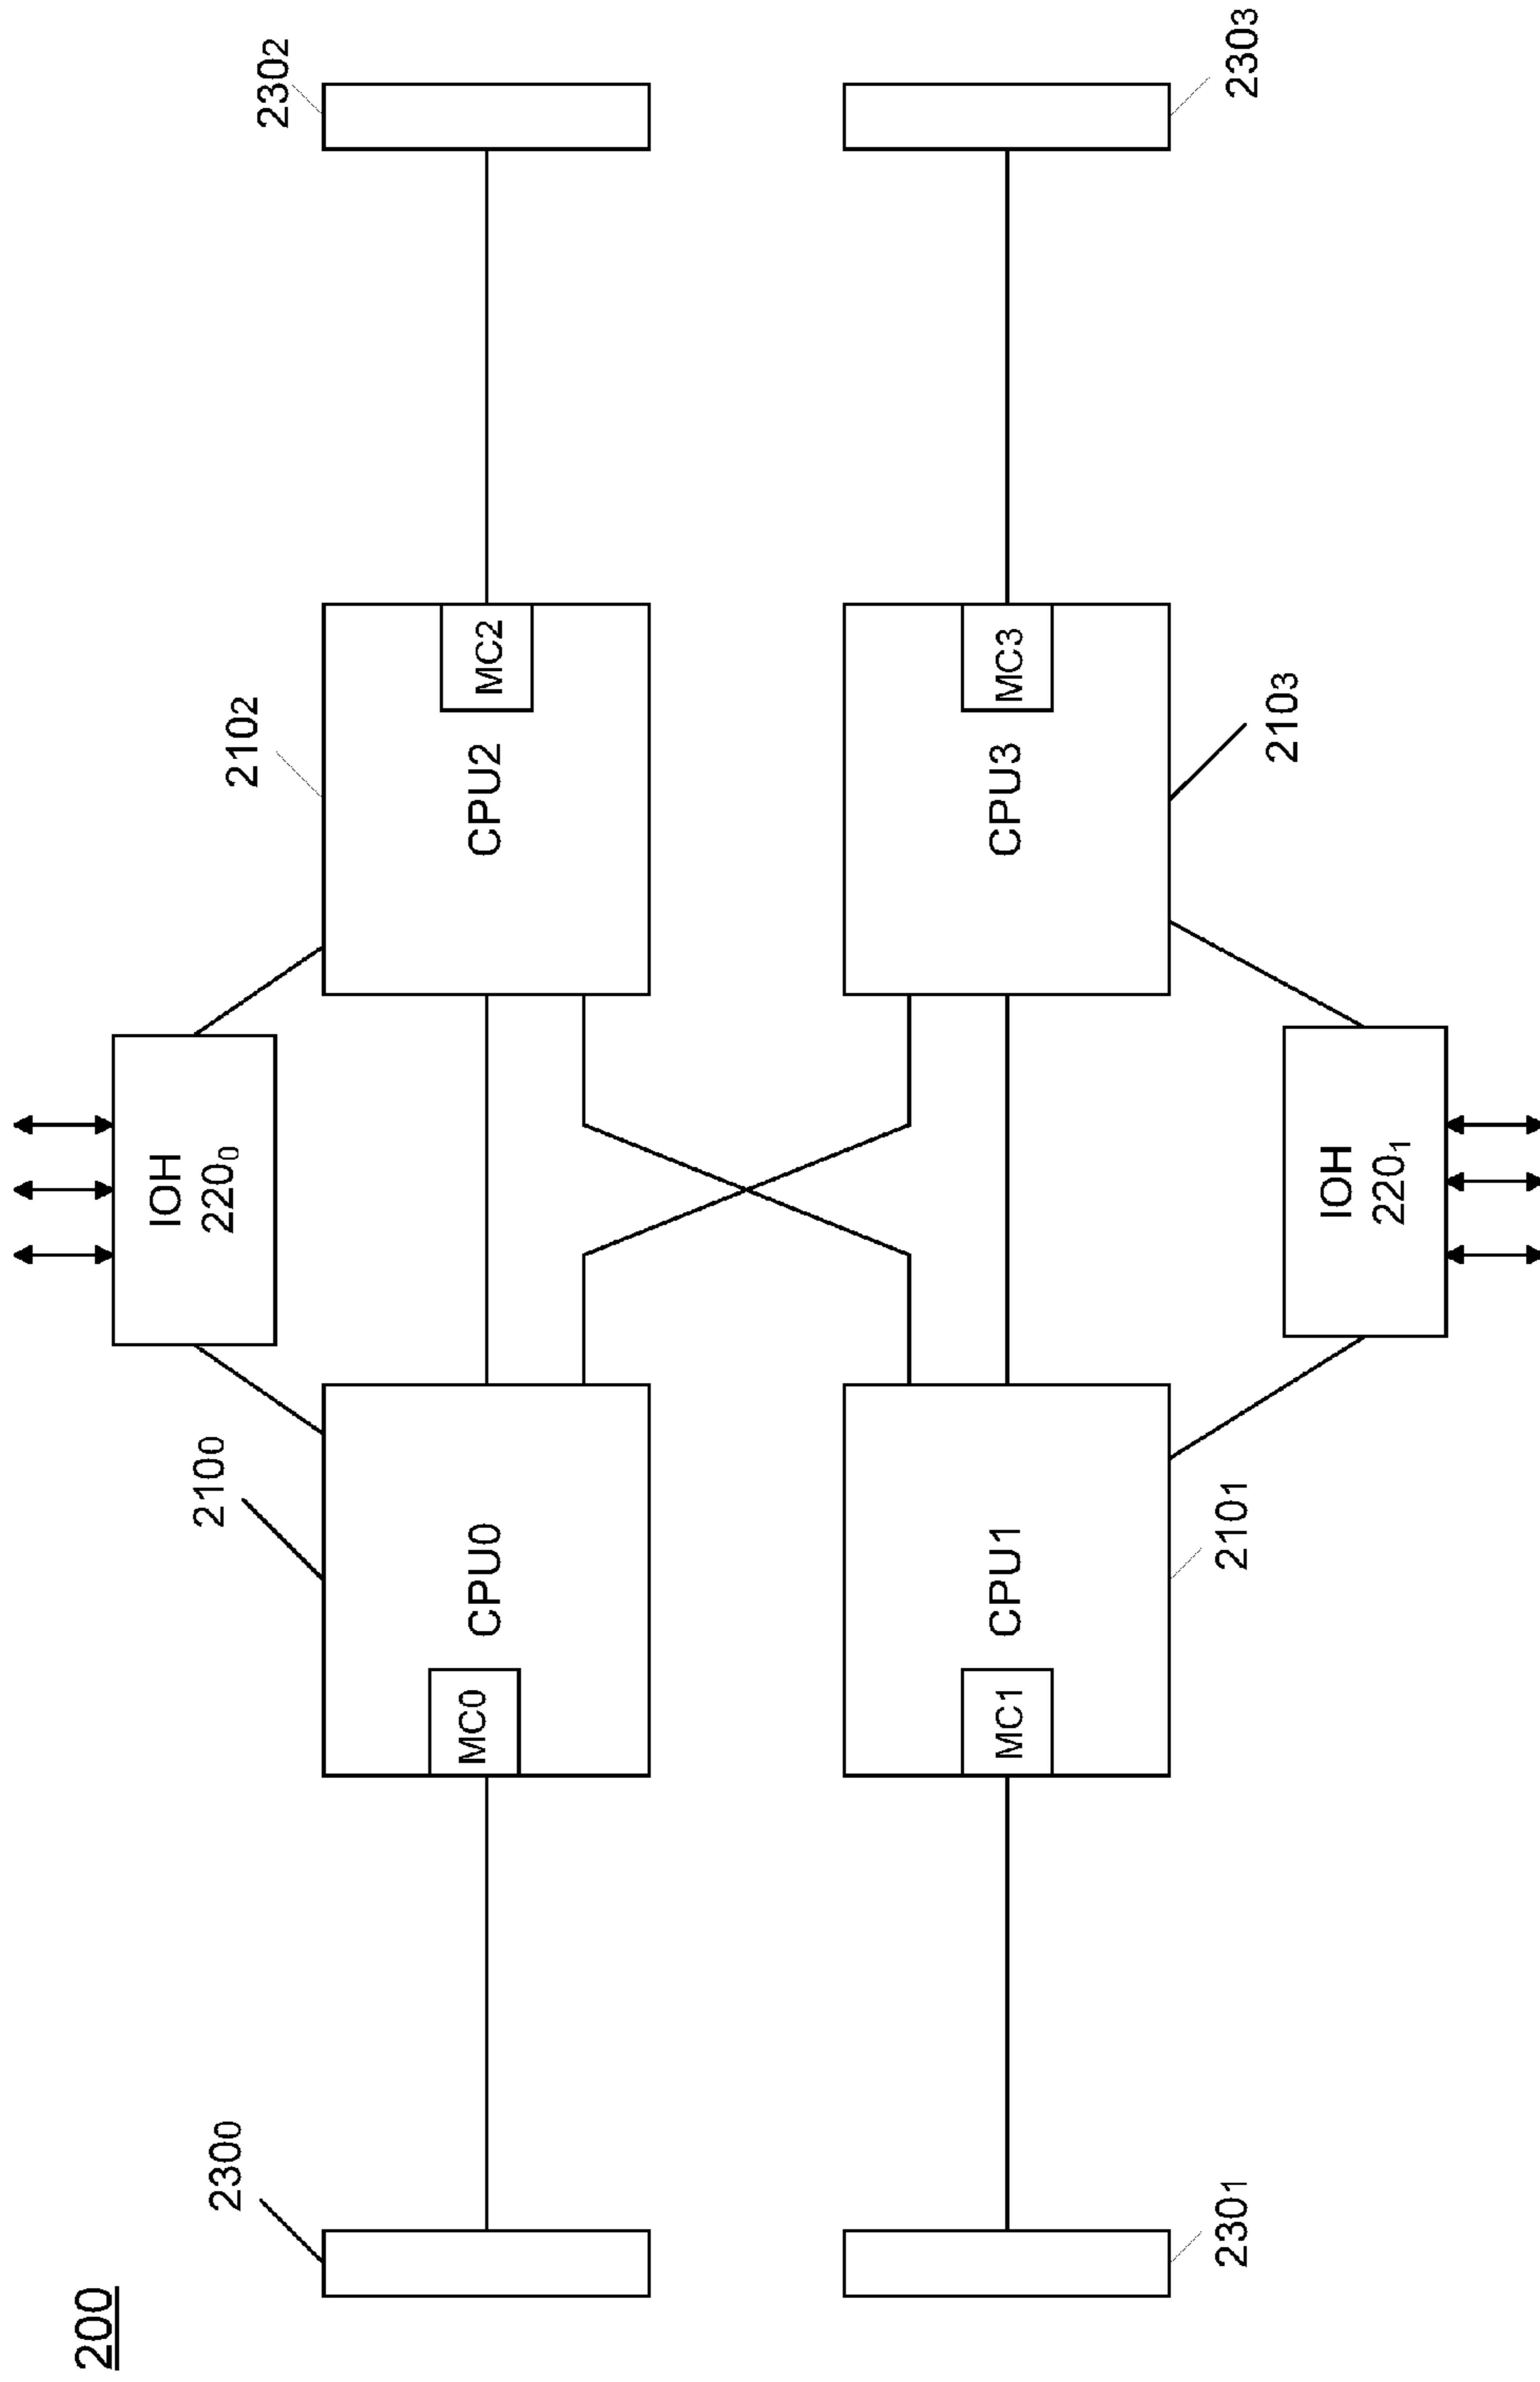 200
230₀
210₀
IOH
220₀
210₂
230₂
MC0
CPU0
CPU2
MC2
MC1
CPU1
CPU3
MC3
230₁
210₁
IOH
220₁
210₃
230₃